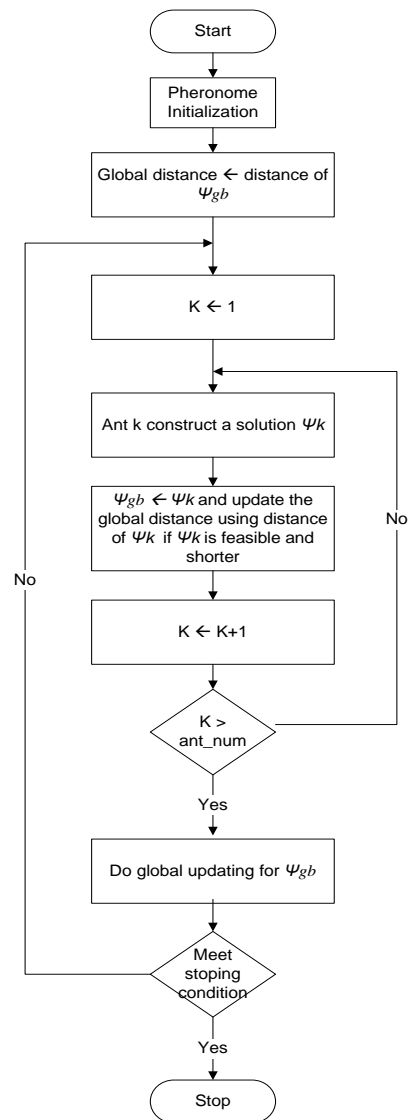 Start
Pheronome
Initialization
Global distance ← distance of
Ψgb
K ← 1
Ant k construct a solution Ψk
Ψgb ← Ψk and update the
global distance using distance
of Ψk if Ψk is feasible and
shorter
No
No
K ← K+1
K >
ant_num
Yes
Do global updating for Ψgb
Meet
stoping
condition
Yes
Stop